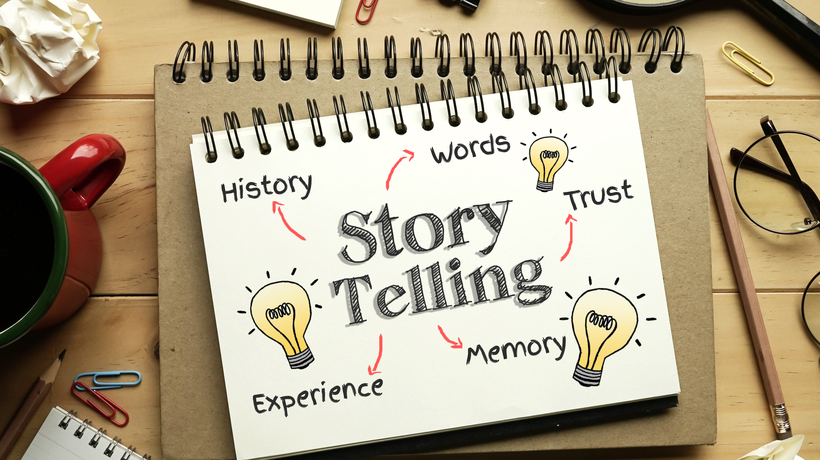 Words
History
Trust
Story
Telling
Memory
Experience